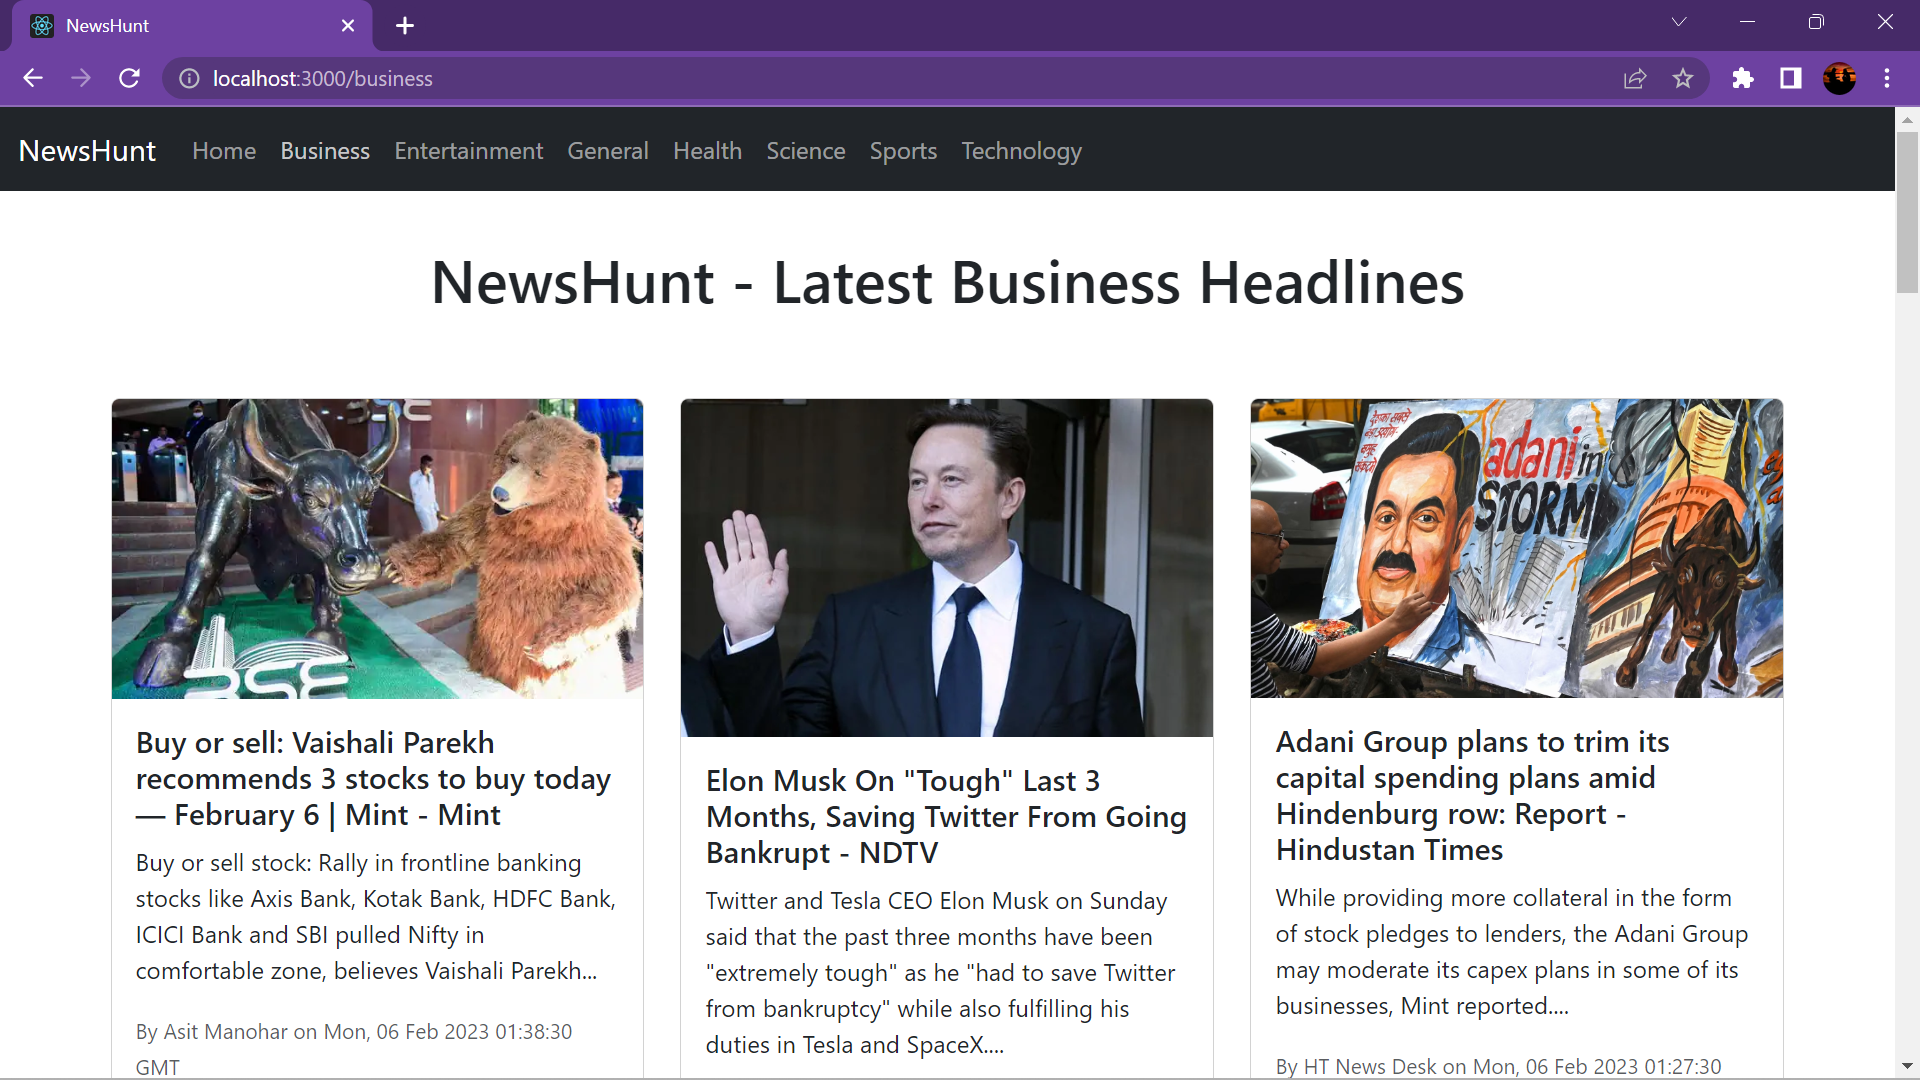 NewsHunt
localhost:3000/business
NewsHunt Home Business Entertainment General Health Science Sports Technology
NewsHunt - Latest Business Headlines
BSE
Buy or sell: Vaishali Parekh
recommends 3 stocks to buy today
— February 6 | Mint - Mint
Buy or sell stock: Rally in frontline banking
stocks like Axis Bank, Kotak Bank, HDFC Bank,
ICICI Bank and SBI pulled Nifty in
comfortable zone, believes Vaishali Parekh...
By Asit Manohar on Mon, 06 Feb 2023 01:38:30
GMT
Elon Musk On "Tough" Last 3
Months, Saving Twitter From Going
Bankrupt - NDTV
Twitter and Tesla CEO Elon Musk on Sunday
said that the past three months have been
"extremely tough" as he "had to save Twitter
from bankruptcy" while also fulfilling his
duties in Tesla and SpaceX....
adani in
STORM
Adani Group plans to trim its
capital spending plans amid
Hindenburg row: Report -
Hindustan Times
While providing more collateral in the form
of stock pledges to lenders, the Adani Group
may moderate its capex plans in some of its
businesses, Mint reported....
By HT News Desk on Mon, 06 Feb 2023 01:27:30